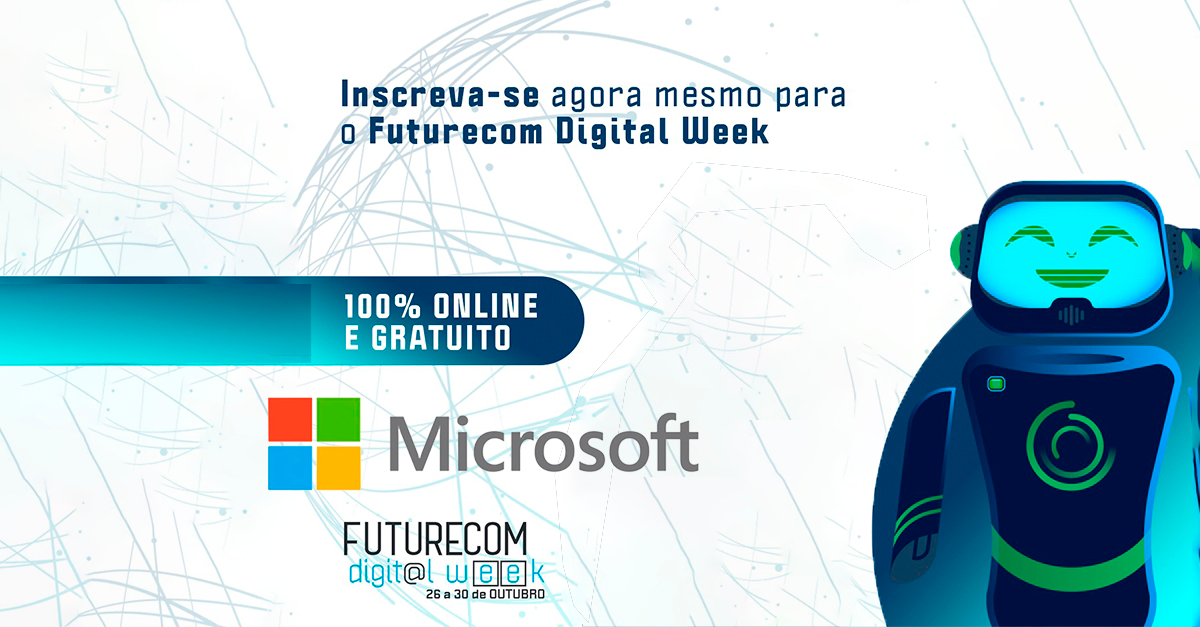 Inscreva-se agora mesmo para
o Futurecom Digital Week
100% ONLINE
E GRATUITO
Microsoft
FUTURECOM
digit@l week
26 a 30 de OUTUBRO